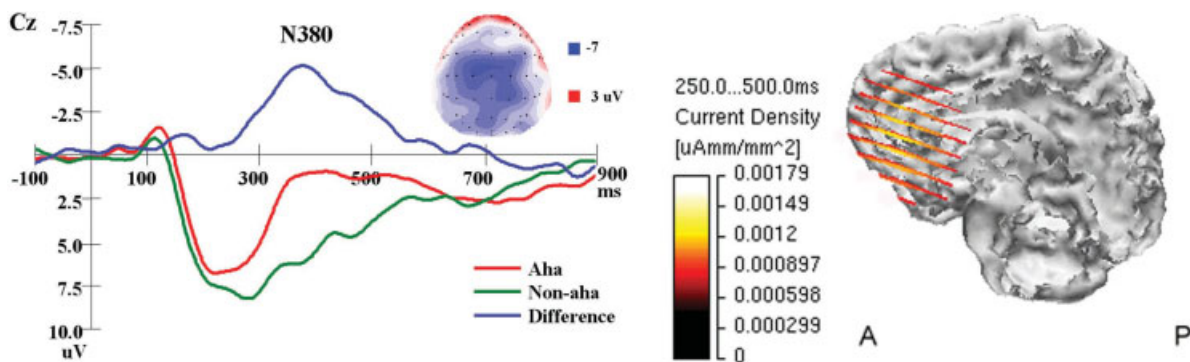 Cz
-7.5
-5.0
-2.5
2.5
5.0
7.5
10.0
uV
N380
-7
3 uV
-100
100
300
500
700
900
ms
Aha
Non-aha
Difference
250.0...500.0ms
Current Density
[uAmm/mm^2]
0.00179
0.00149
0.0012
0.000897
0.000598
0.000299
0
A
P